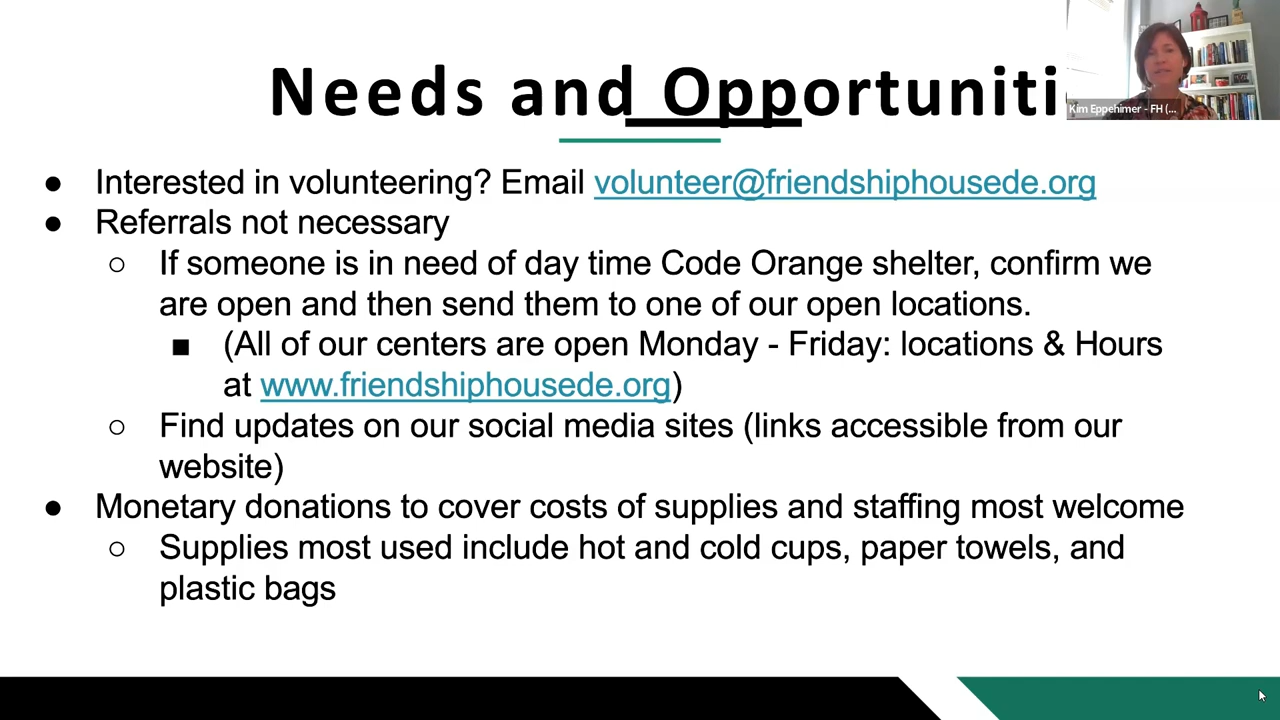 Needs and Opportuniti
Kim Eppehimer - FH (...
● Interested in volunteering? Email volunteer@friendshiphousede.org
● Referrals not necessary
○ If someone is in need of day time Code Orange shelter, confirm we
are open and then send them to one of our open locations.
■ (All of our centers are open Monday - Friday: locations & Hours
at www.friendshiphousede.org)
○ Find updates on our social media sites (links accessible from our
website)
● Monetary donations to cover costs of supplies and staffing most welcome
○ Supplies most used include hot and cold cups, paper towels, and
plastic bags